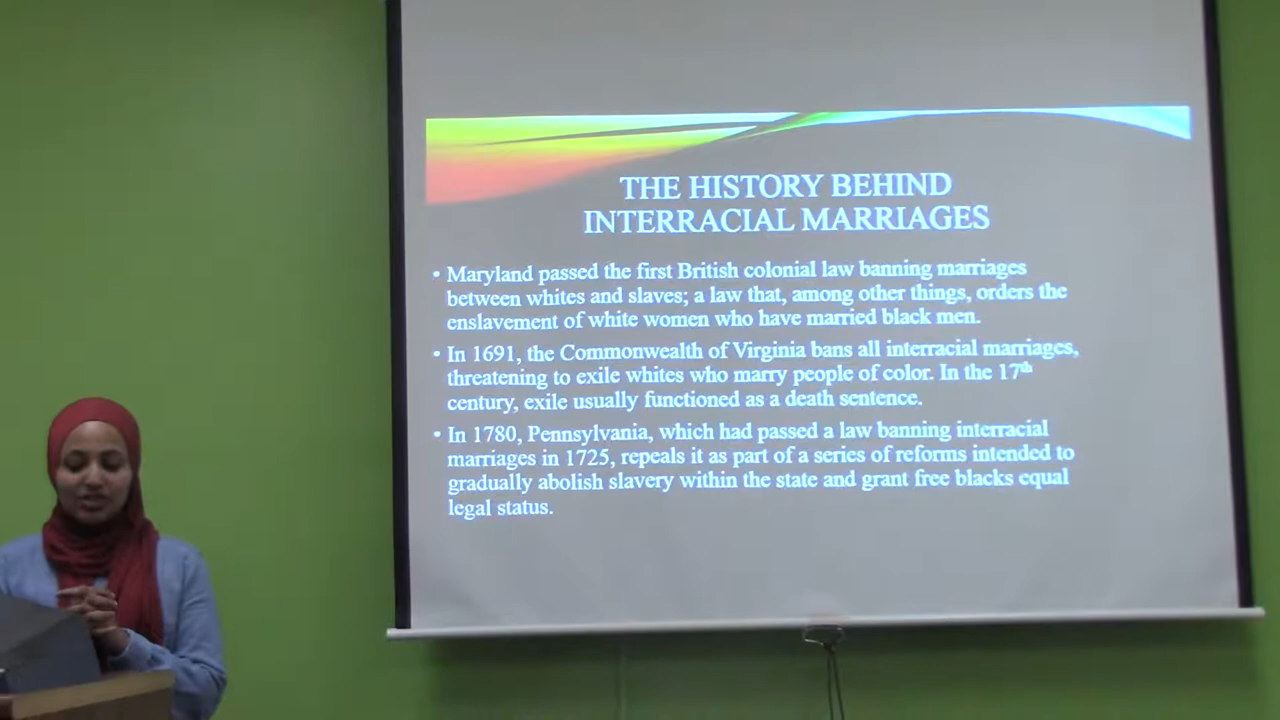 THE HISTORY BEHIND
INTERRACIAL MARRIAGES
• Maryland passed the first British colonial law banning marriages
between whites and slaves; a law that, among other things, orders the
enslavement of white women who have married black men.
• In 1691, the Commonwealth of Virginia bans all interracial marriages,
threatening to exile whites who marry people of color. In the 17th
century, exile usually functioned as a death sentence.
• In 1780, Pennsylvania, which had passed a law banning interracial
marriages in 1725, repeals it as part of a series of reforms intended to
gradually abolish slavery within the state and grant free blacks equal
legal status.